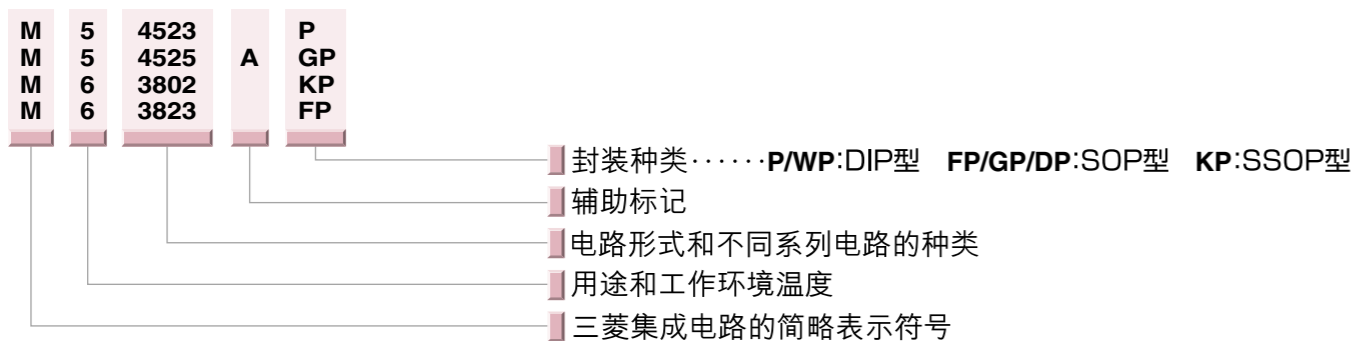 M 5 4523 P
M 5 4525 A GP
M 6 3802 KP
M 6 3823 FP
封装种类······P/WP:DIP型 FP/GP/DP:SOP型 KP:SSOP型
辅助标记
电路形式和不同系列电路的种类
用途和工作环境温度
三菱集成电路的简略表示符号